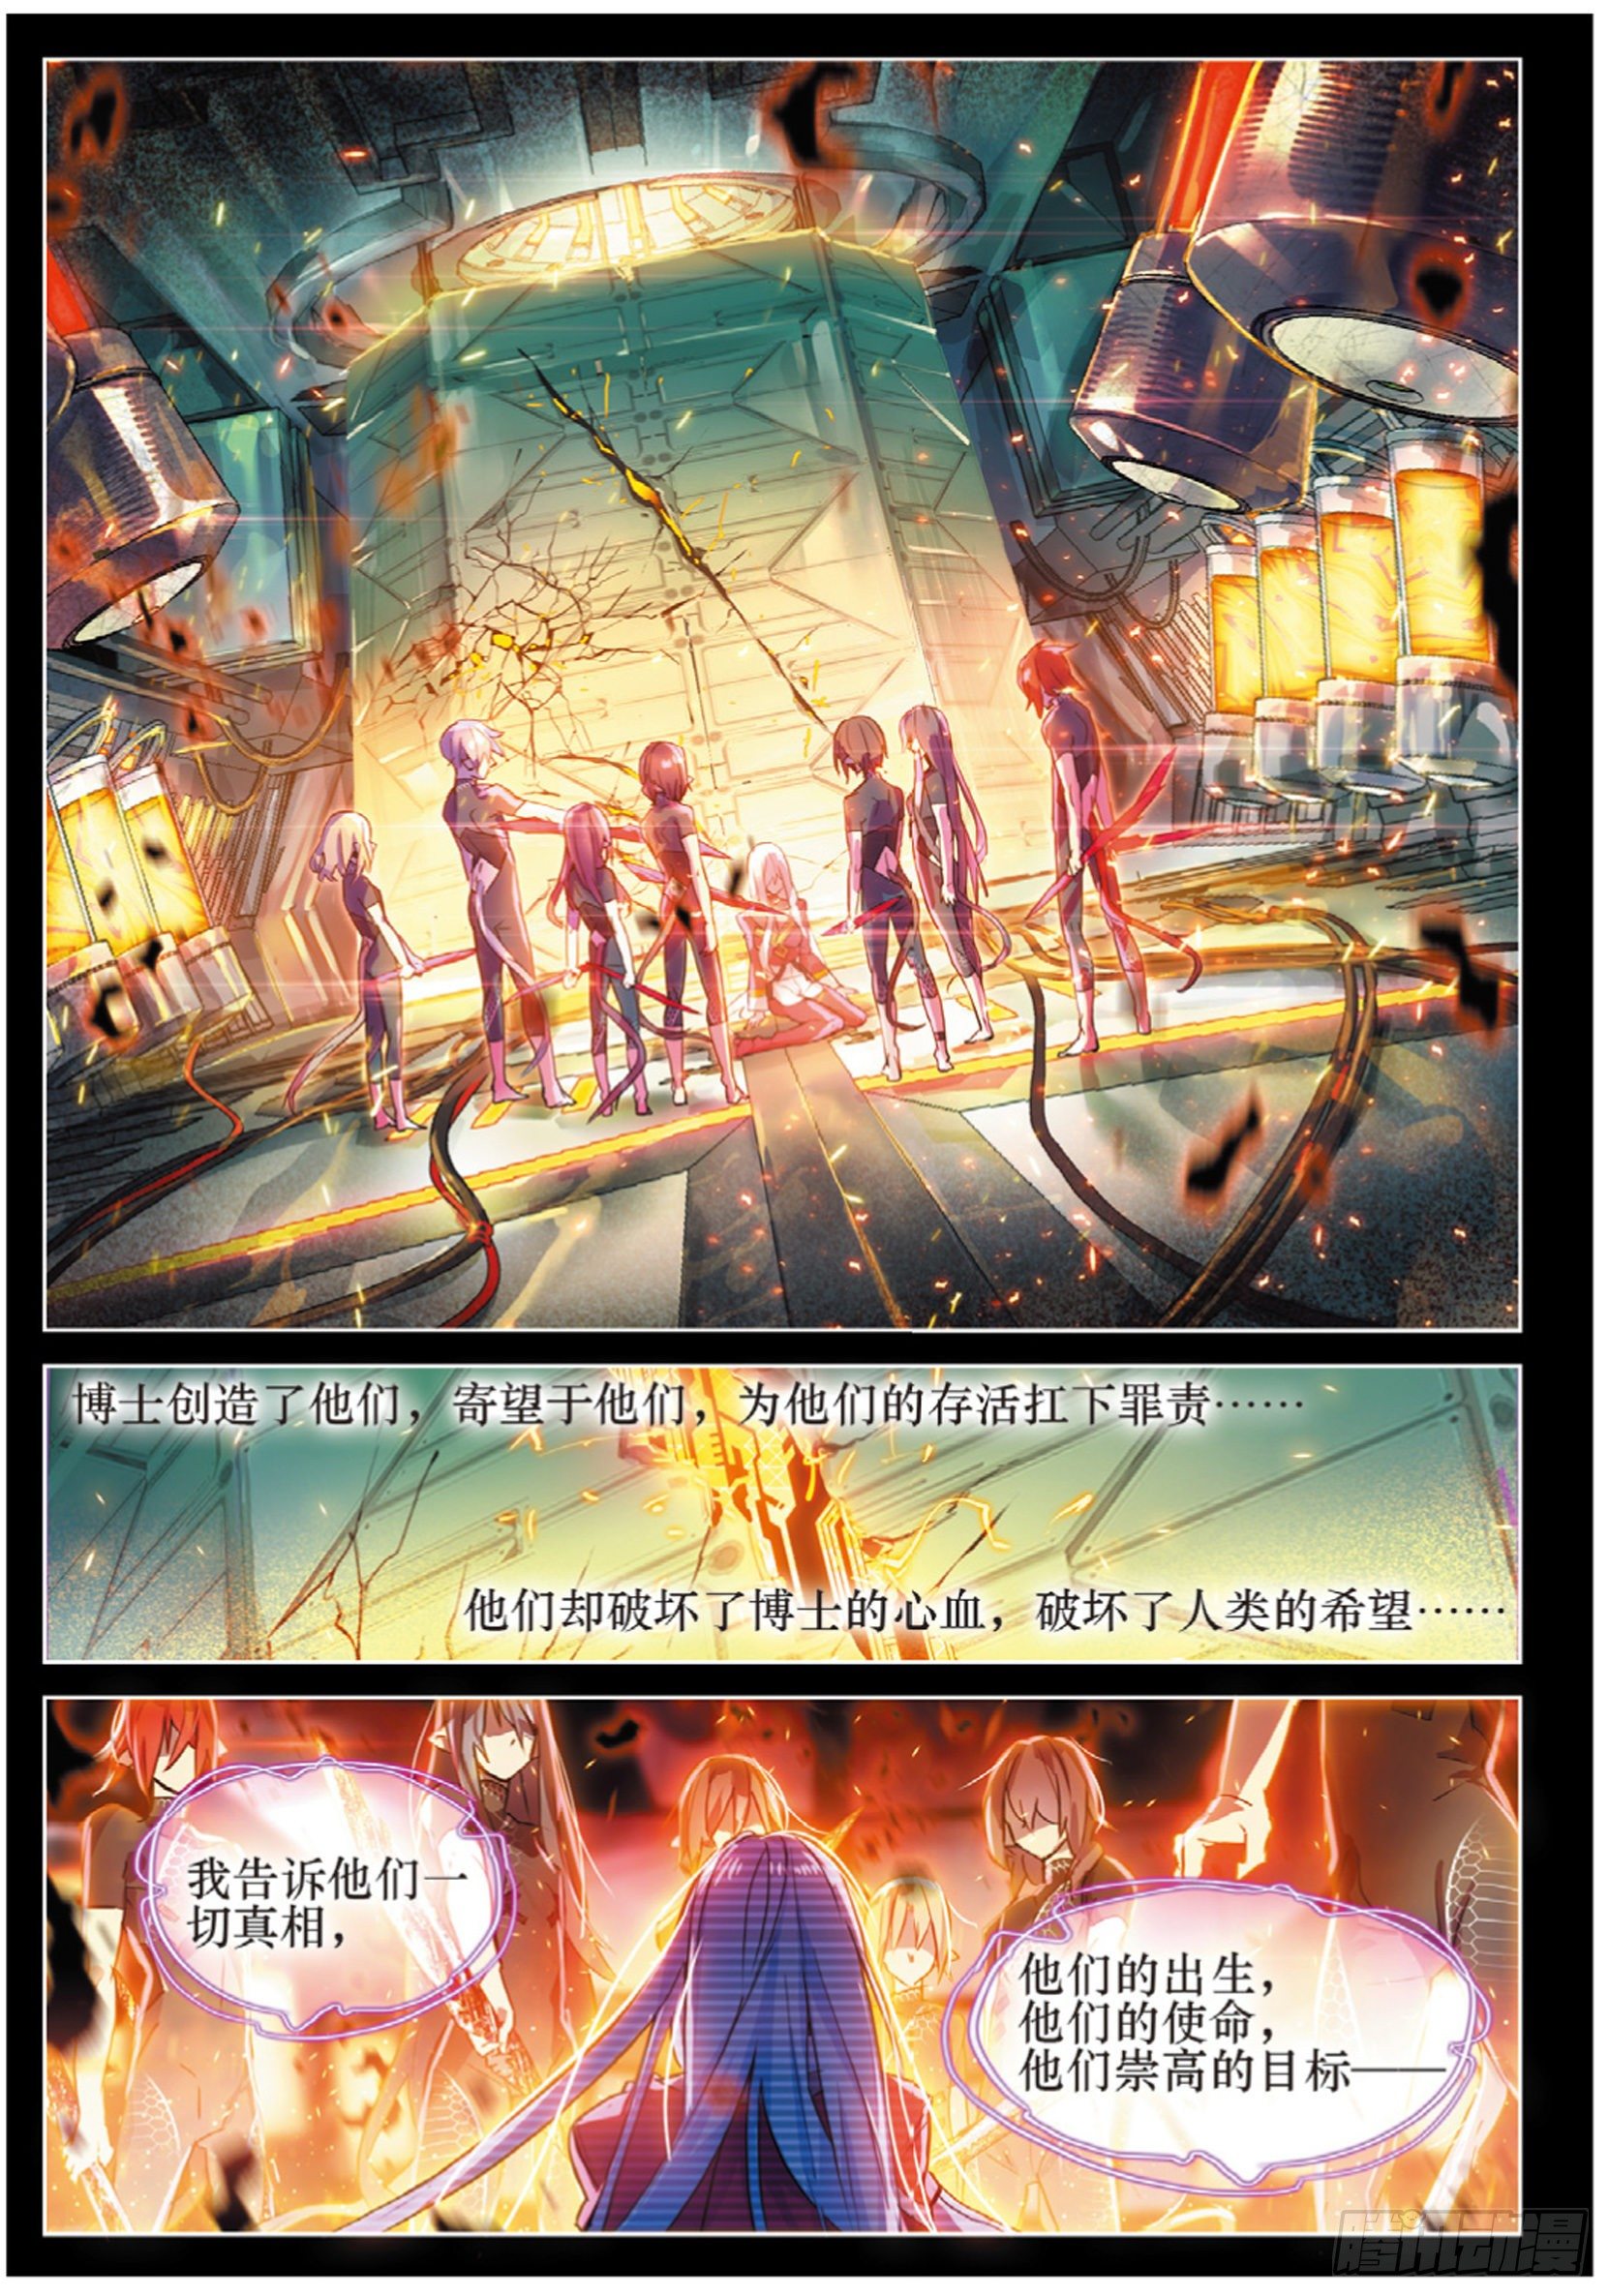 博士创造了他们，寄望于他们，为他们的存活扛下罪责……
他们却破坏了博士的心血，破坏了人类的希望……
我告诉他们一
切真相，
他们的出生，
他们的使命，
他们崇高的目标——
腾讯动漫